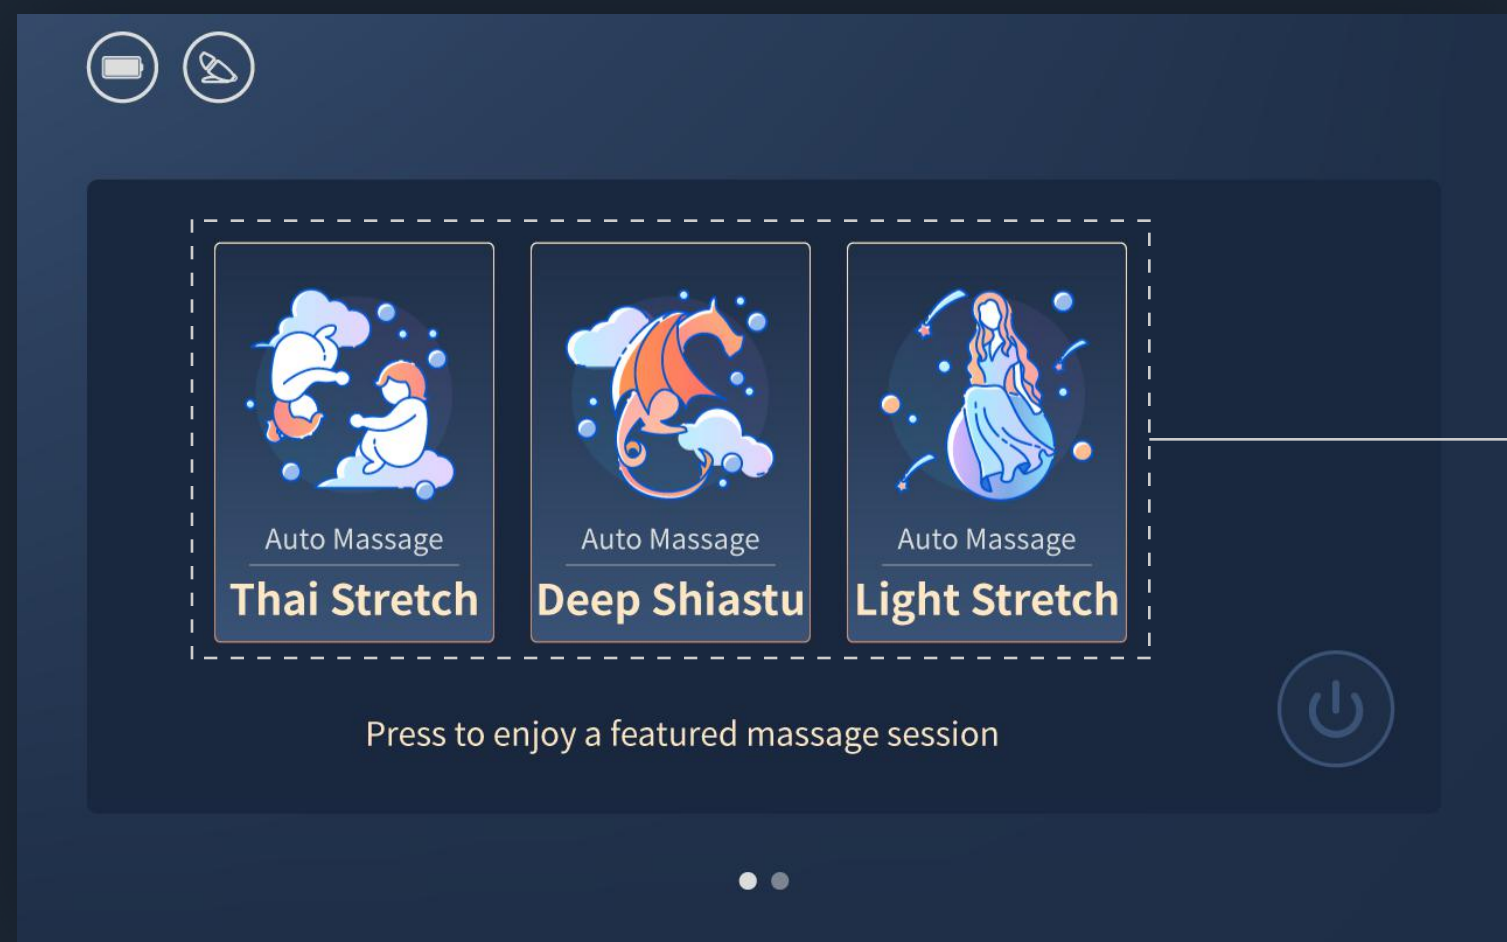 Auto Massage
Thai Stretch
Auto Massage
Deep Shiastu
Auto Massage
Light Stretch
Press to enjoy a featured massage session